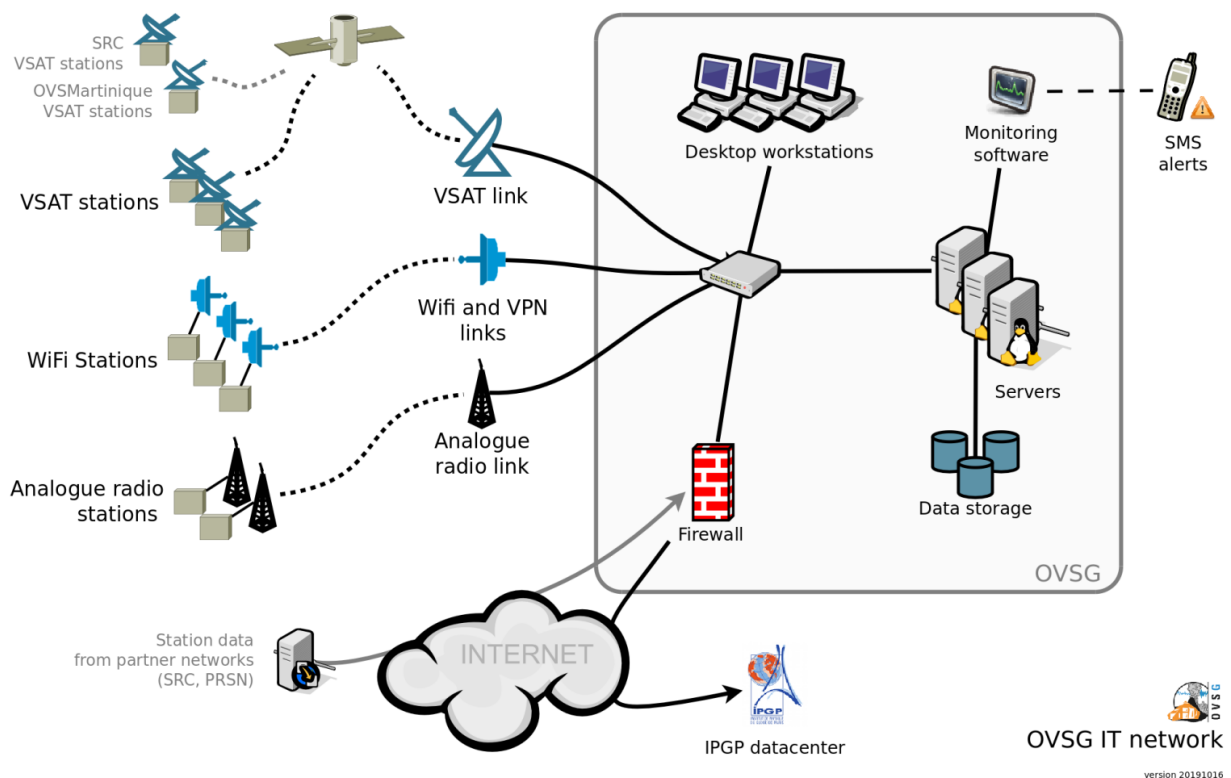 SRC
VSAT stations
OVSMartinique
VSAT stations
VSAT stations
VSAT link
WiFi Stations
Wifi and VPN
links
Analogue radio
stations
Analogue
radio link
Desktop workstations
Monitoring
software
SMS
alerts
Servers
Data storage
Firewall
OVSG
Station data
from partner networks
(SRC, PRSN)
INTERNET
IPGP
IPGP datacenter
OVSG
OVSG IT network
version 20191016